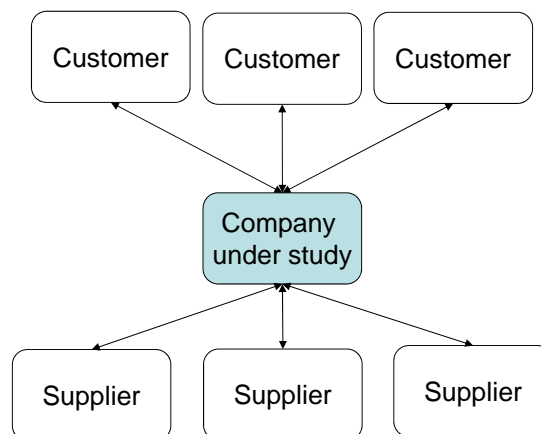 Customer
Customer
Customer
Company
under study
Supplier
Supplier
Supplier